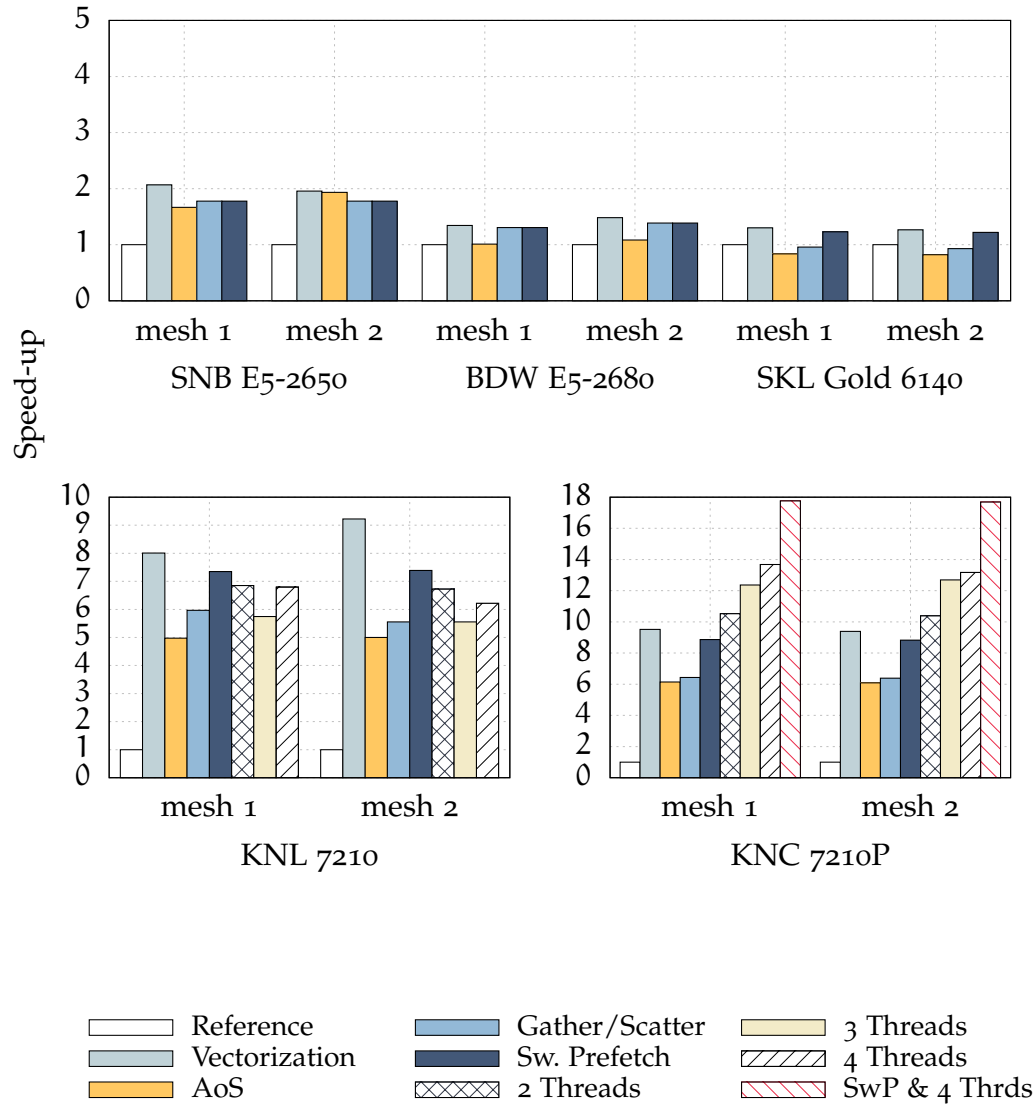 5
4
3
2
1
0
mesh 1 mesh 2 mesh 1 mesh 2 mesh 1 mesh 2
SNB E5-2650 BDW E5-2680 SKL Gold 6140
Speed-up
10
9
8
7
6
5
4
3
2
1
0
mesh 1 mesh 2
KNL 7210
18
16
14
12
10
8
6
4
2
0
mesh 1 mesh 2
KNC 7210P
Reference Gather/Scatter 3 Threads
Vectorization Sw. Prefetch 4 Threads
AoS 2 Threads SwP & 4 Thrds